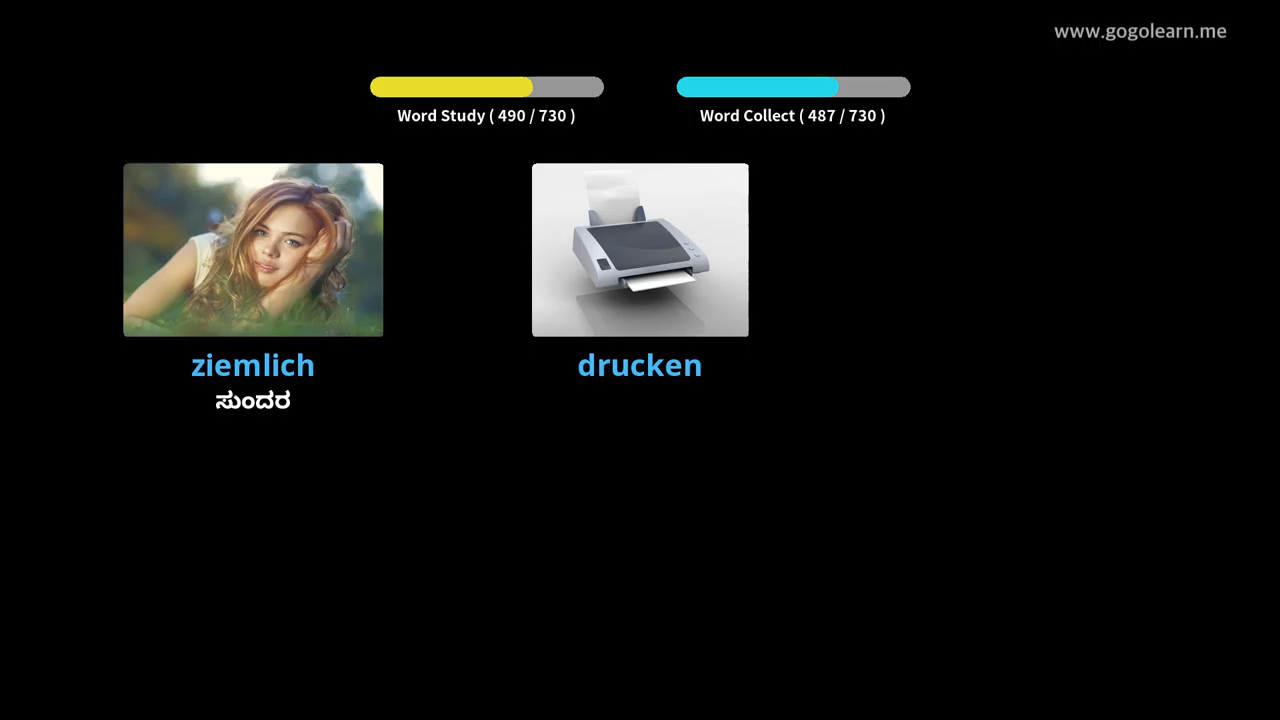 www.gogolearn.me
Word Study ( 490 / 730 )
Word Collect ( 487 / 730 )
ziemlich
ಸುಂದರ
drucken